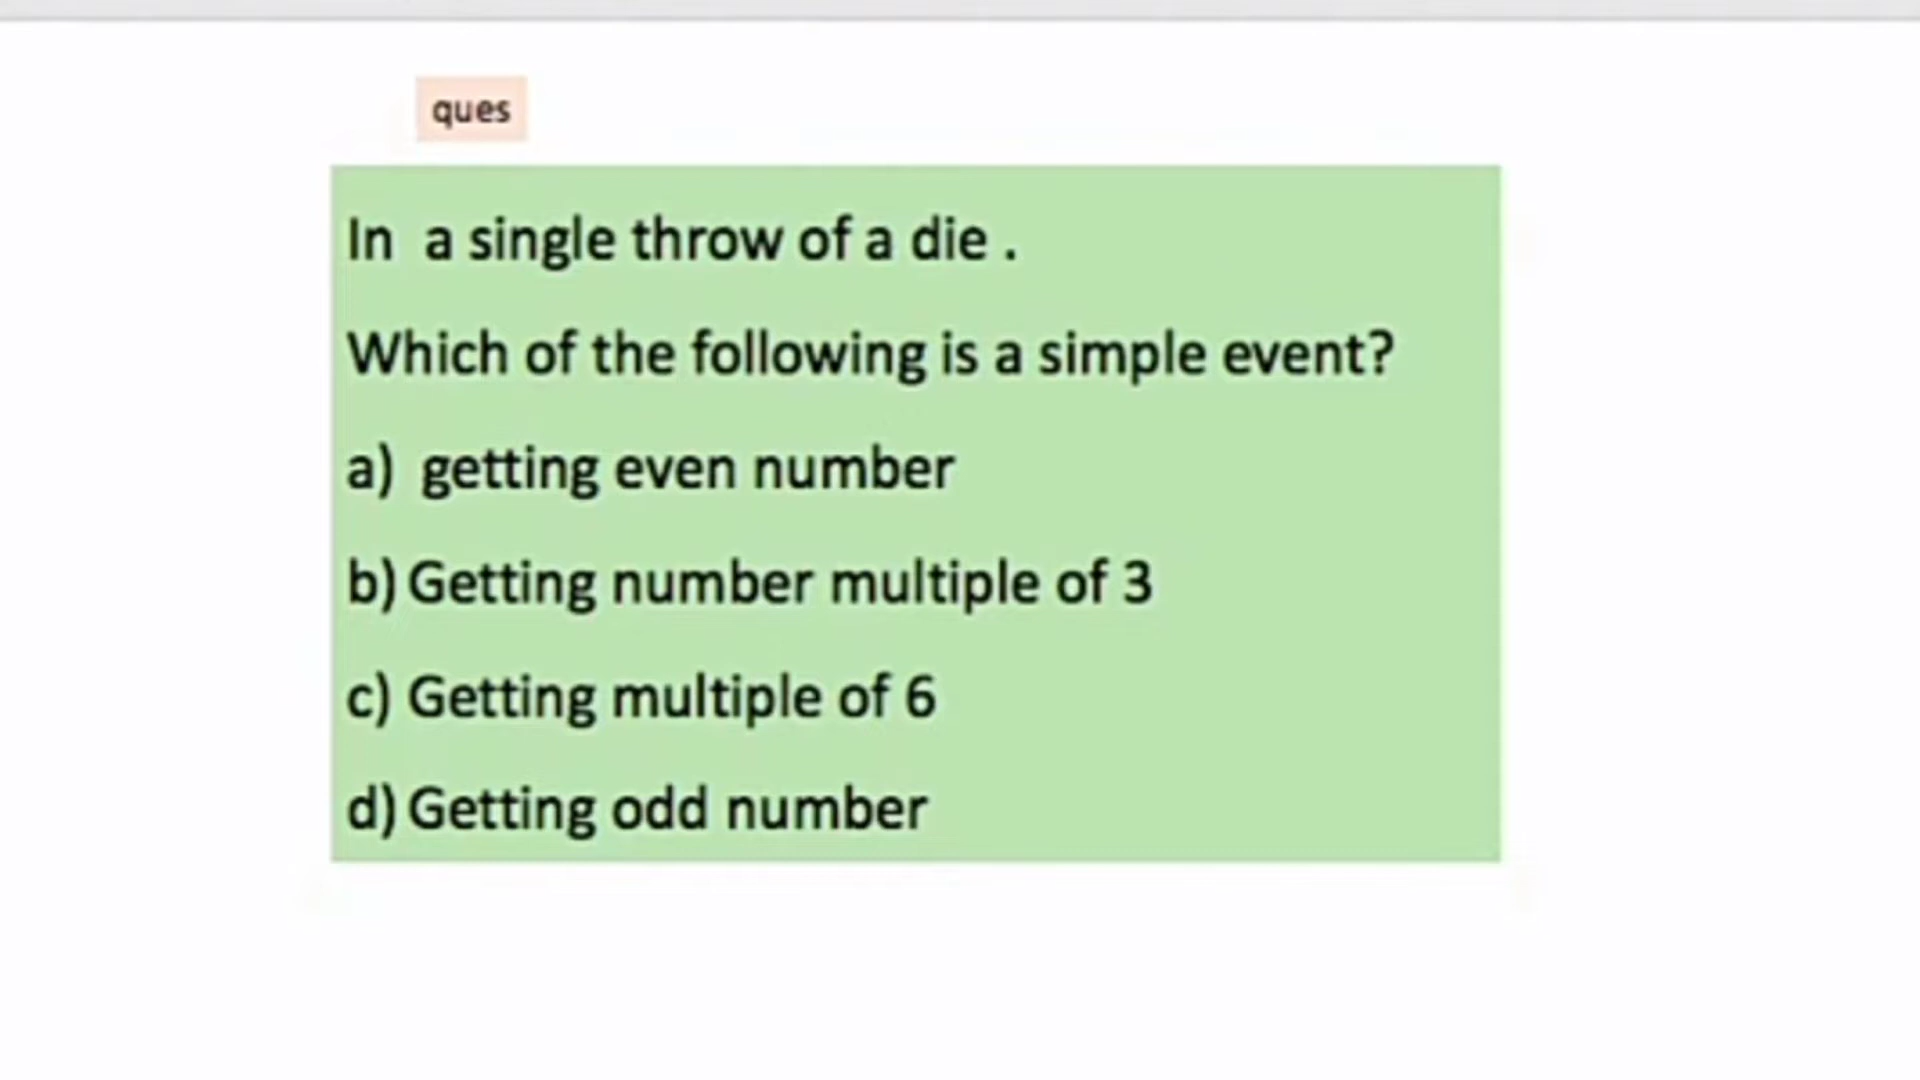 ques
In a single throw of a die .
Which of the following is a simple event?
a) getting even number
b) Getting number multiple of 3
c) Getting multiple of 6
d) Getting odd number